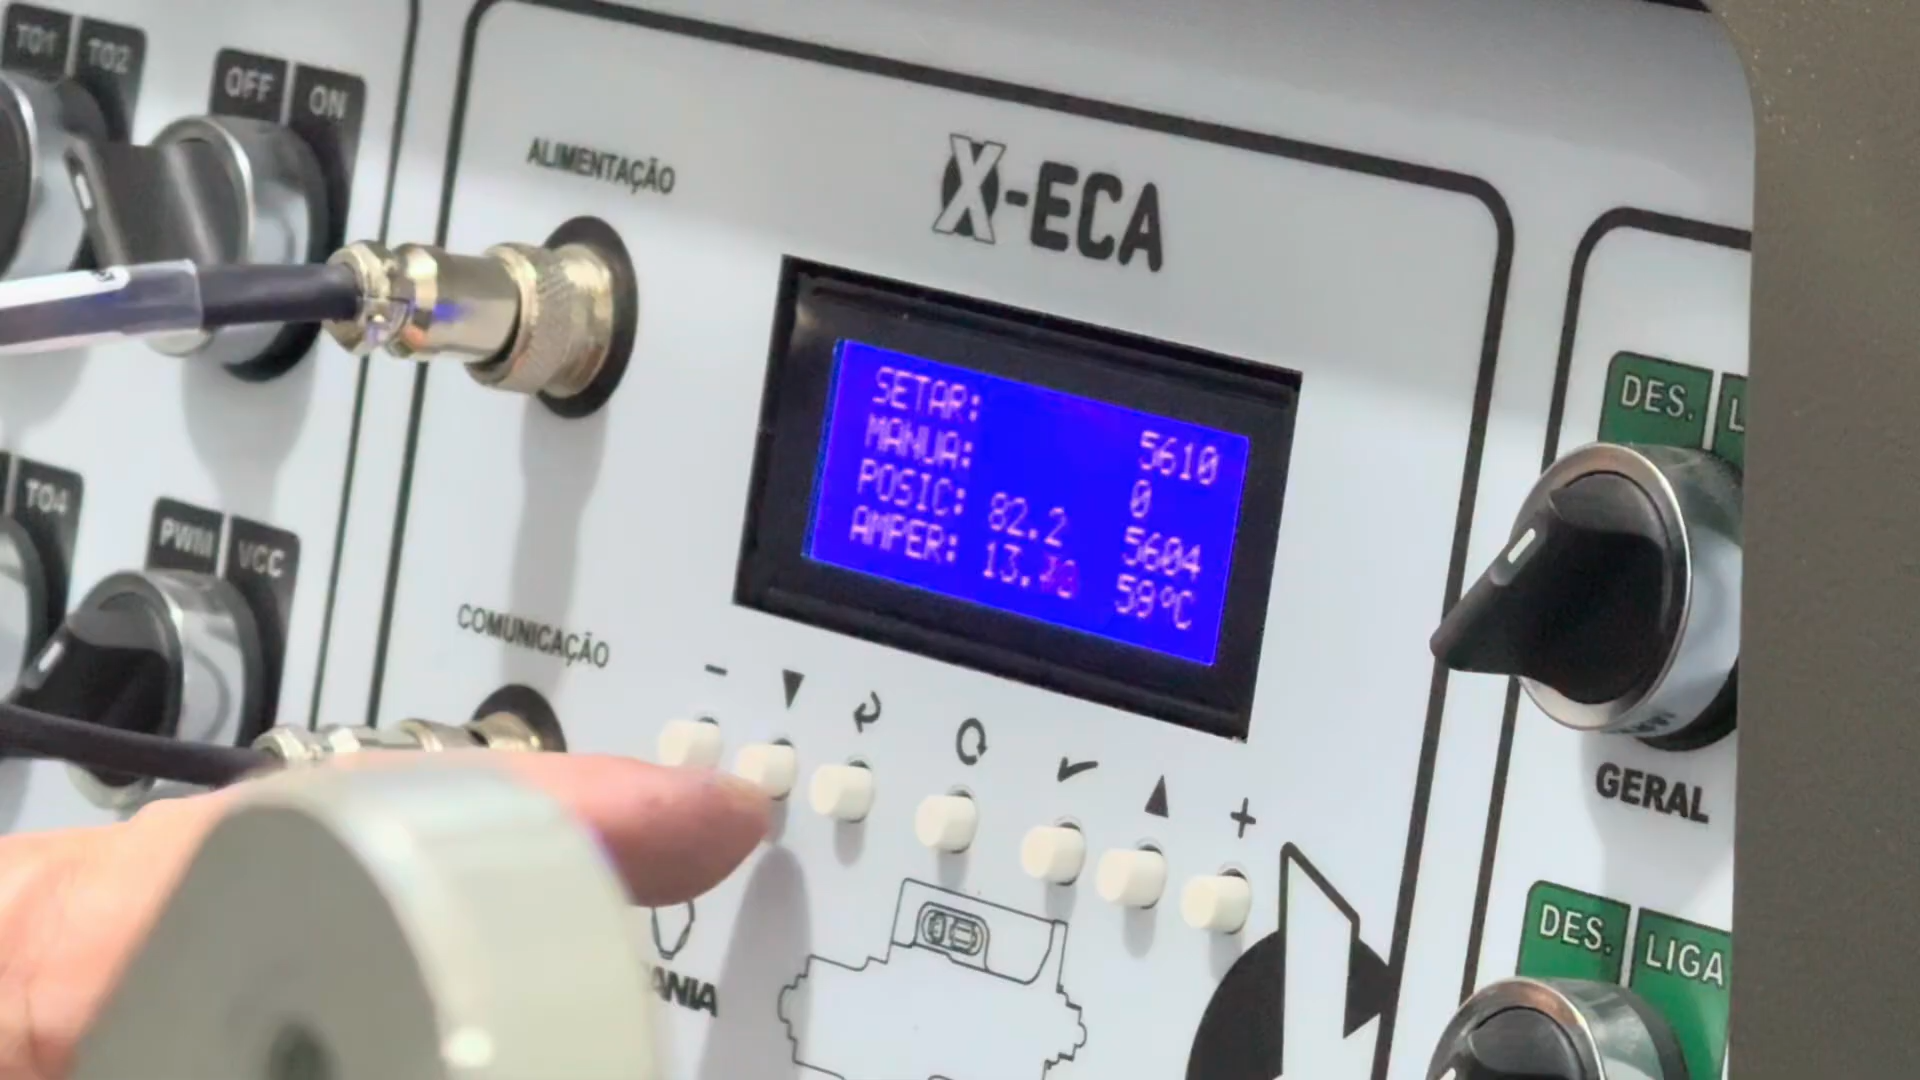 TO1 TO2
OFF ON
ALIMENTAÇÃO
X-ECA
SETAR: 5610
MANUA: 0
POSIC: 82.2 5604
AMPER: 13. 59°C
DES.
TO4
PWM VCC
COMUNICAÇÃO
- ▼ ▲ +
GERAL
DES. LIGA